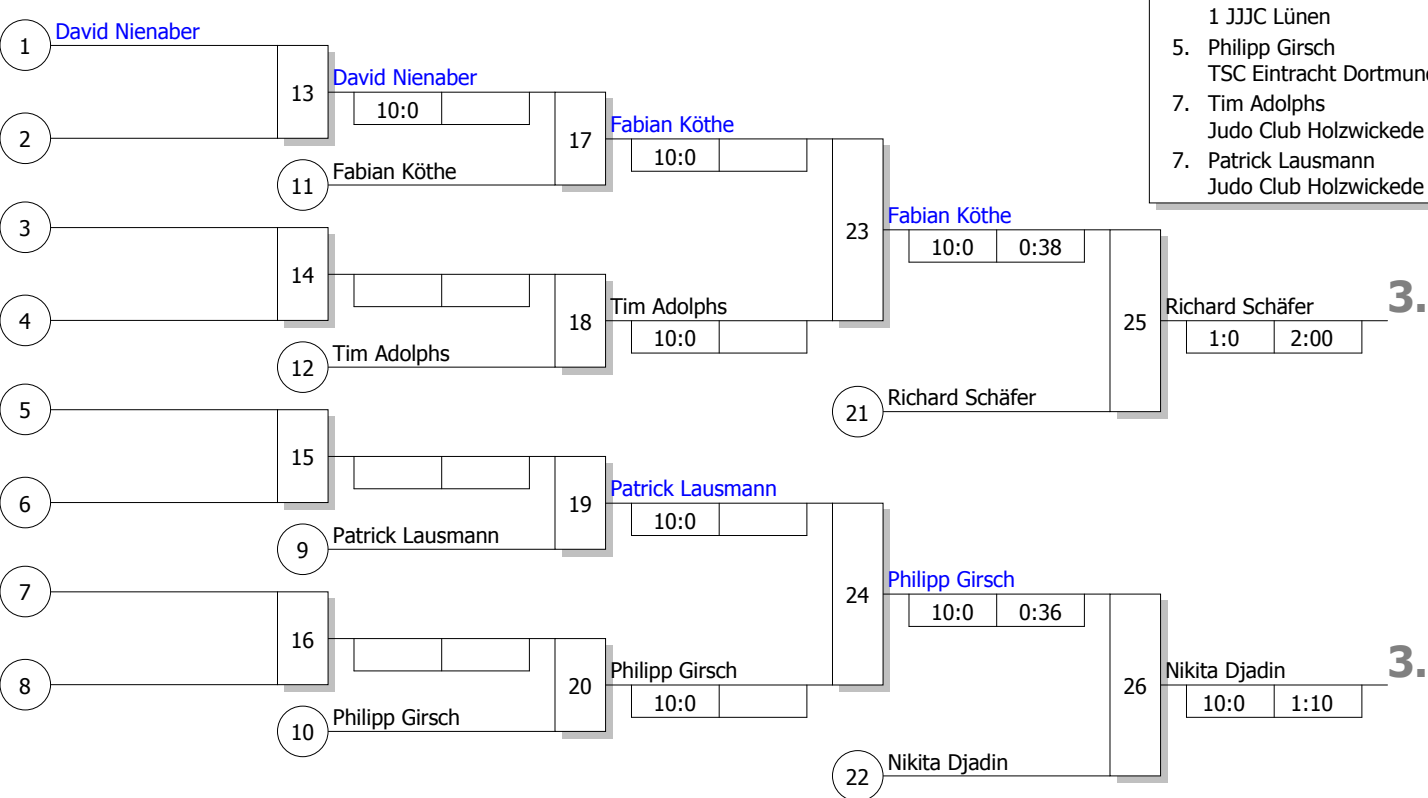 1 JJJC Lünen
5. Philipp Girsch
TSC Eintracht Dortmund
7. Tim Adolphs
Judo Club Holzwickede
7. Patrick Lausmann
Judo Club Holzwickede
1 David Nienaber
2
13 David Nienaber
10:0
11 Fabian Köthe
17 Fabian Köthe
10:0
3
4
14
12 Tim Adolphs
18 Tim Adolphs
10:0
23 Fabian Köthe
10:0 0:38
21 Richard Schäfer
25 Richard Schäfer 3.
1:0 2:00
5
6
15
9 Patrick Lausmann
19 Patrick Lausmann
10:0
7
8
16
10 Philipp Girsch
20 Philipp Girsch
10:0
24 Philipp Girsch
10:0 0:36
22 Nikita Djadin
26 Nikita Djadin 3.
10:0 1:10